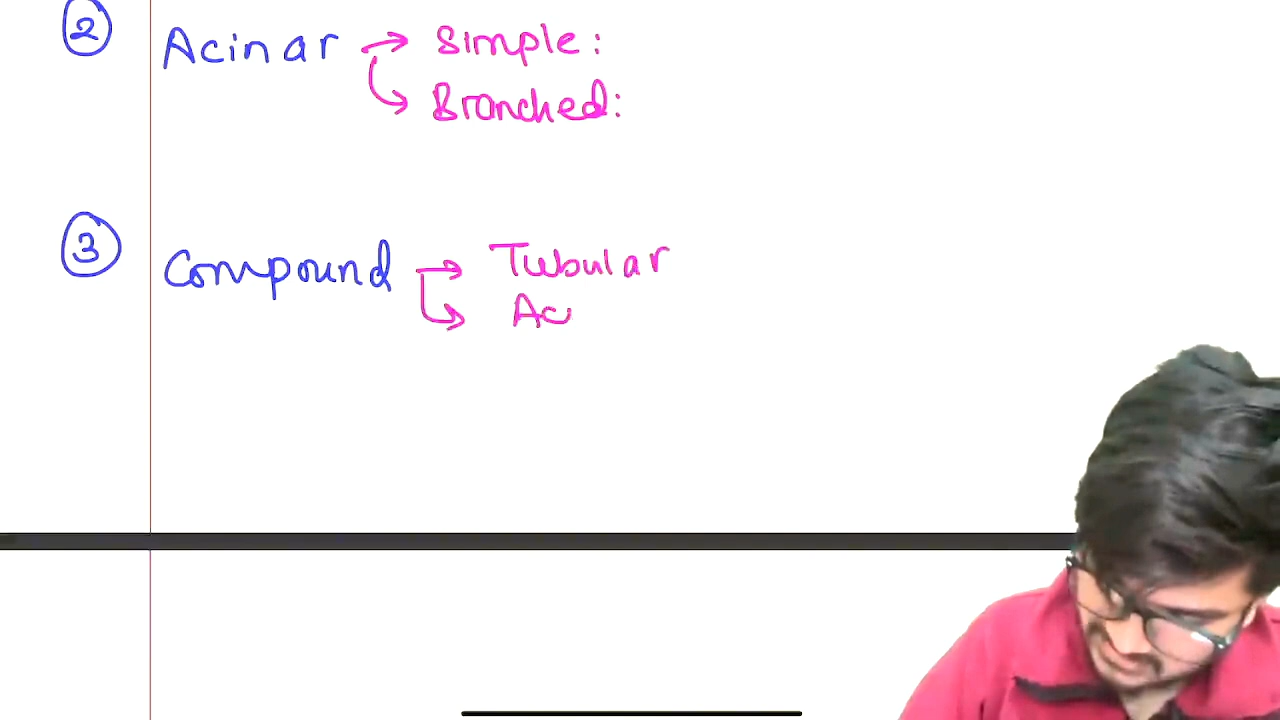 2 Acinar → Simple:
→ Branched:
3 Compound → Tubular
→ Ac